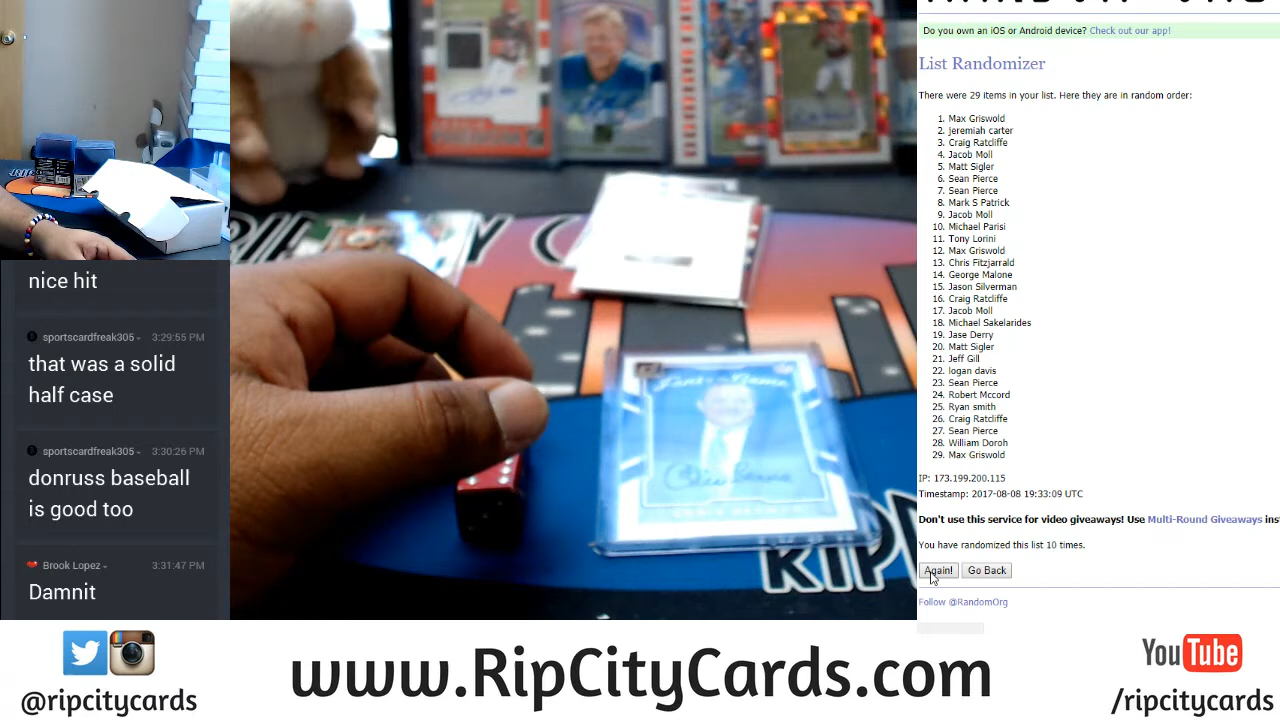 Do you own an iOS or Android device? Check out our app!
List Randomizer
There were 29 items in your list. Here they are in random order:
1. Max Griswold
2. jeremiah carter
3. Craig Ratcliffe
4. Jacob Moll
5. Matt Sigler
6. Sean Pierce
7. Sean Pierce
8. Mark S Patrick
9. Jacob Moll
10. Michael Parisi
11. Tony Lorini
12. Max Griswold
13. Chris Fitzjarrald
14. George Malone
15. Jason Silverman
16. Craig Ratcliffe
17. Jacob Moll
18. Michael Sakelarides
19. Jase Derry
20. Matt Sigler
21. Jeff Gill
22. logan davis
23. Sean Pierce
24. Robert Mccord
25. Ryan smith
26. Craig Ratcliffe
27. Sean Pierce
28. William Doroh
29. Max Griswold
IP: 173.199.200.115
Timestamp: 2017-08-08 19:33:09 UTC
Don't use this service for video giveaways! Use Multi-Round Giveaways ins
You have randomized this list 10 times.
Again! Go Back
Follow @RandomOrg
nice hit
sportscardfreak305 3:29:55 PM
that was a solid
half case
sportscardfreak305 3:30:26 PM
donruss baseball
is good too
Brook Lopez 3:31:47 PM
Damnit
KIP
@ripcitycards
www.RipCityCards.com
YouTube
/ripcitycards